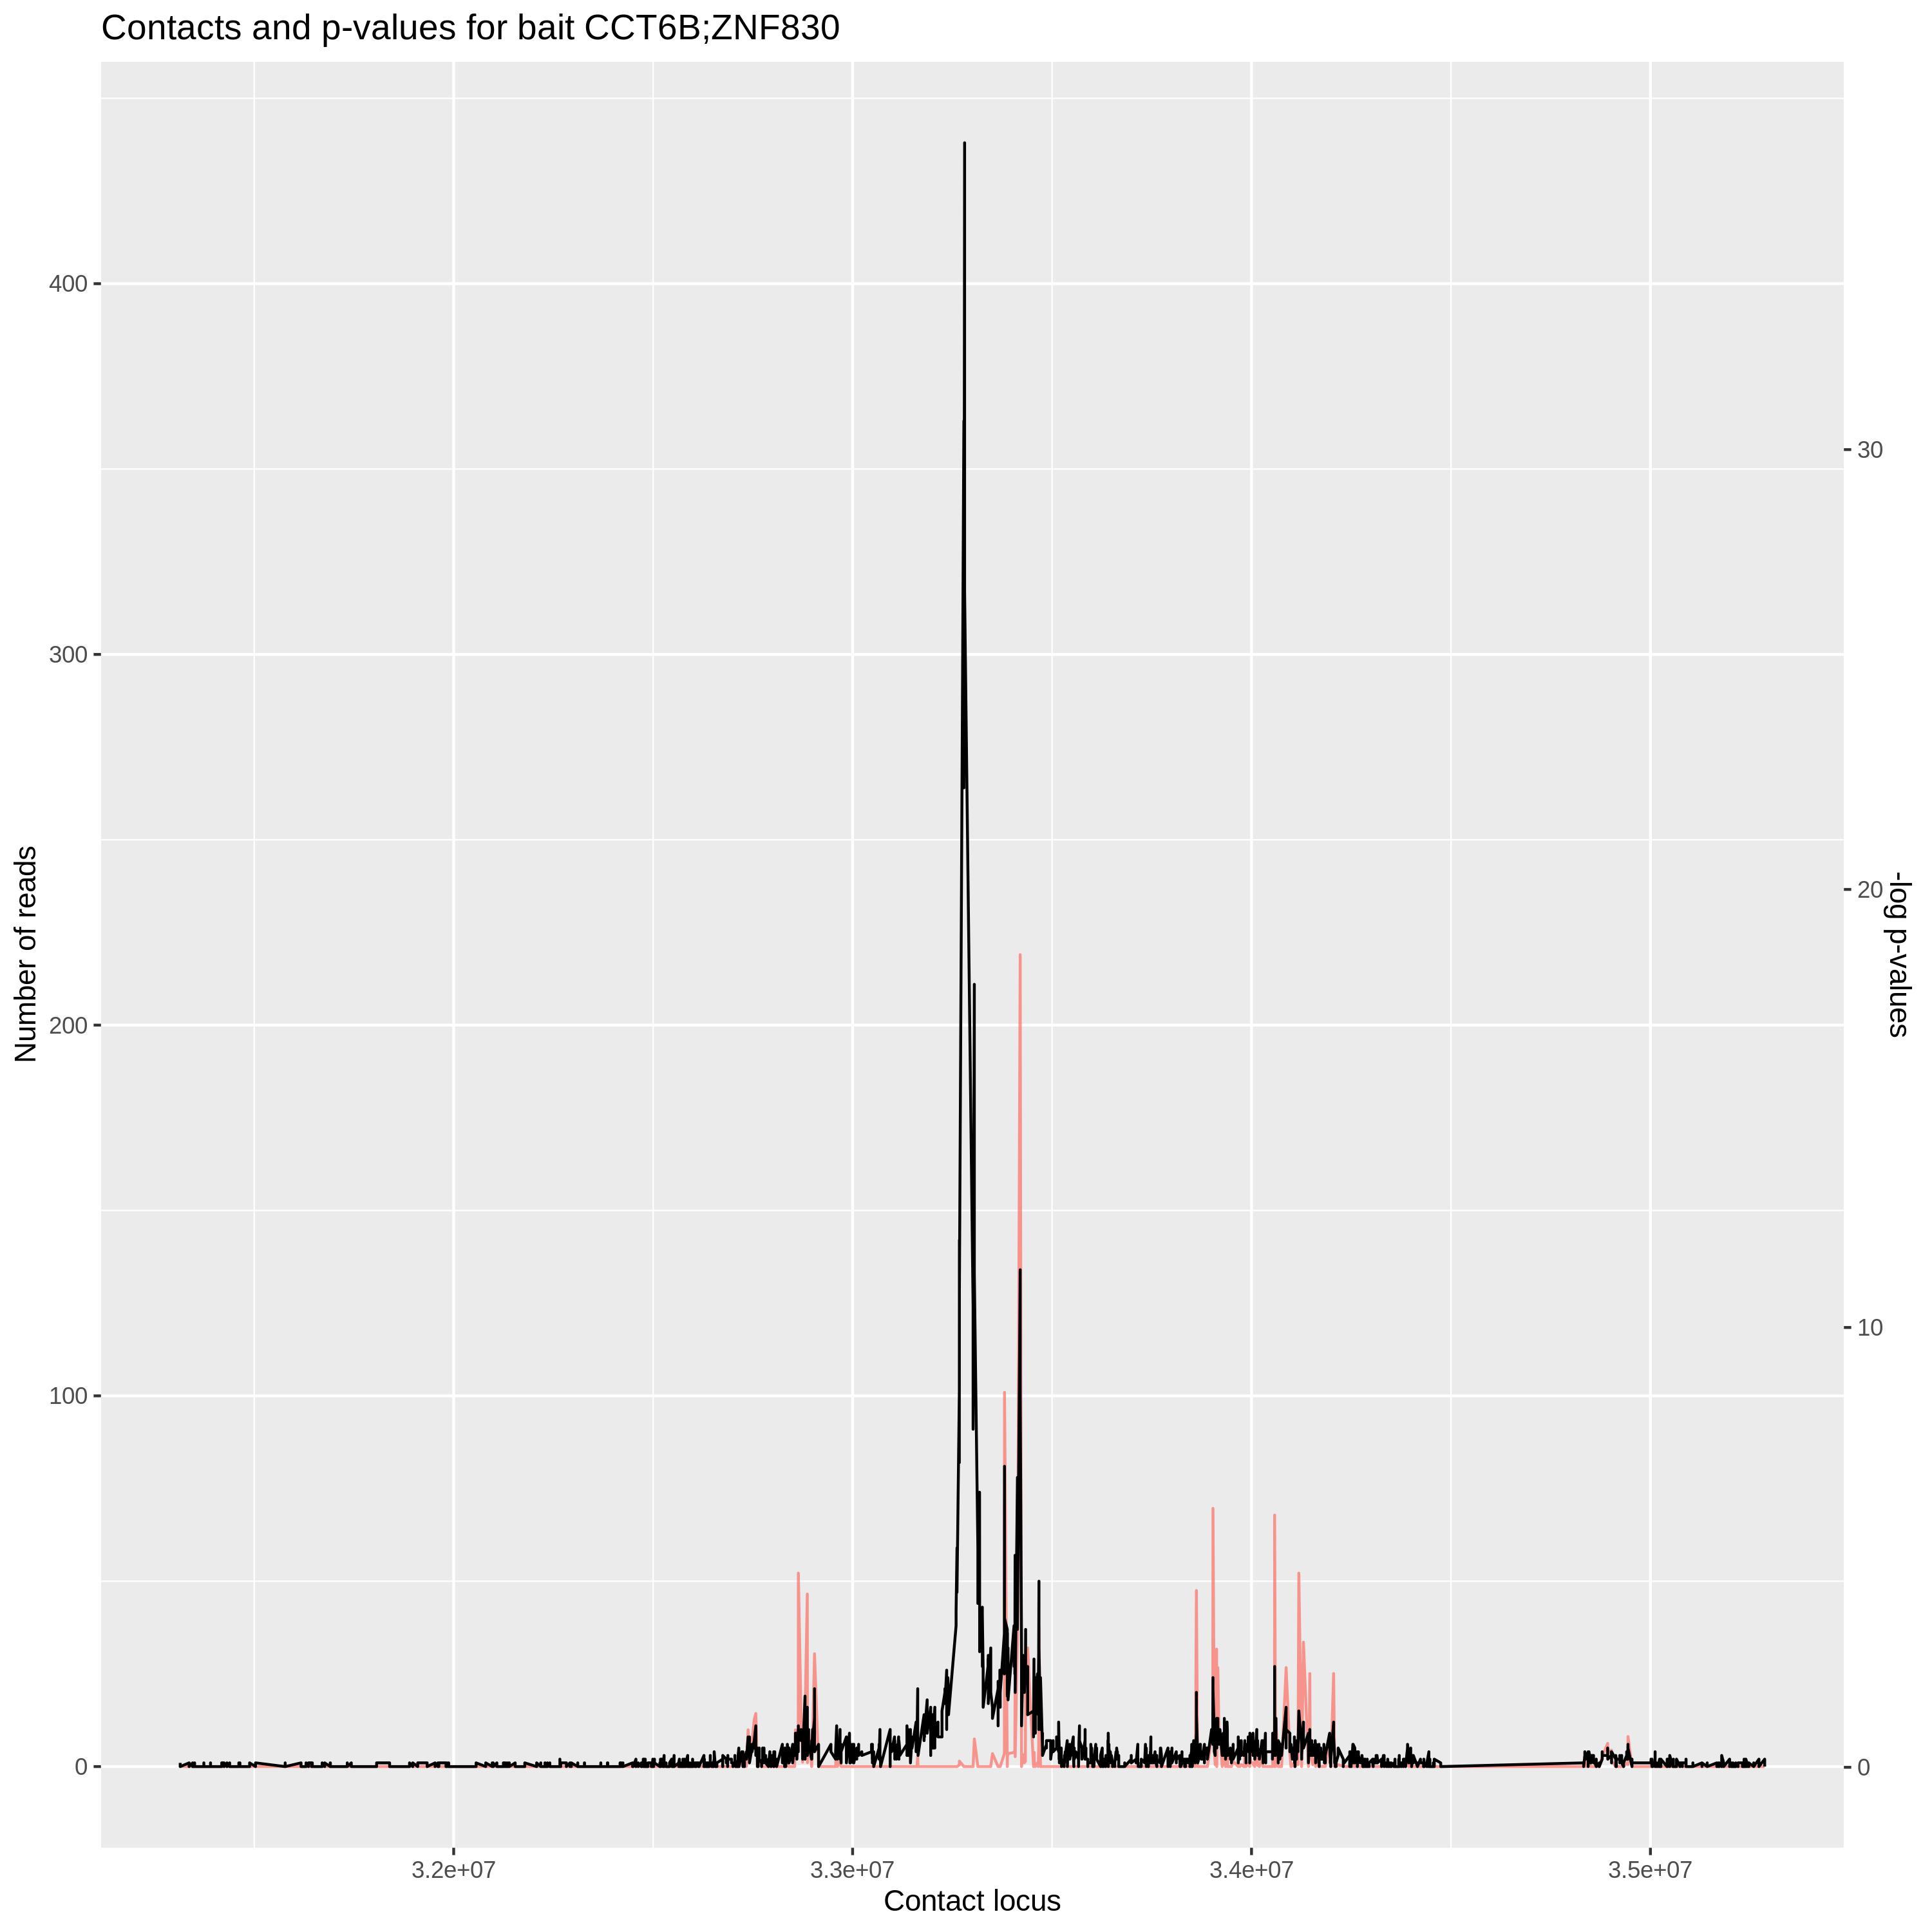 Contacts and p-values for bait CCT6B;ZNF830
Number of reads
400
300
200
100
0
30
20
10
0
-log p-values
3.2e+07
3.3e+07
3.4e+07
3.5e+07
Contact locus